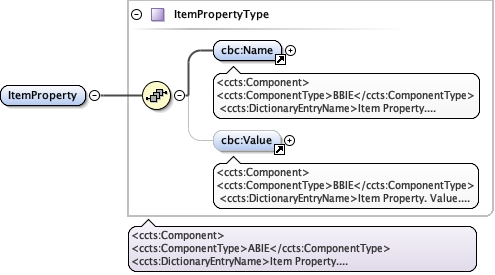 ItemPropertyType
cbc:Name
ItemProperty
<ccts:Component>
<ccts:ComponentType>BBIE</ccts:ComponentType>
<ccts:DictionaryEntryName>Item Property....
cbc:Value
<ccts:Component>
<ccts:ComponentType>BBIE</ccts:ComponentType>
<ccts:DictionaryEntryName>Item Property. Value....
<ccts:Component>
<ccts:ComponentType>ABIE</ccts:ComponentType>
<ccts:DictionaryEntryName>Item Property....